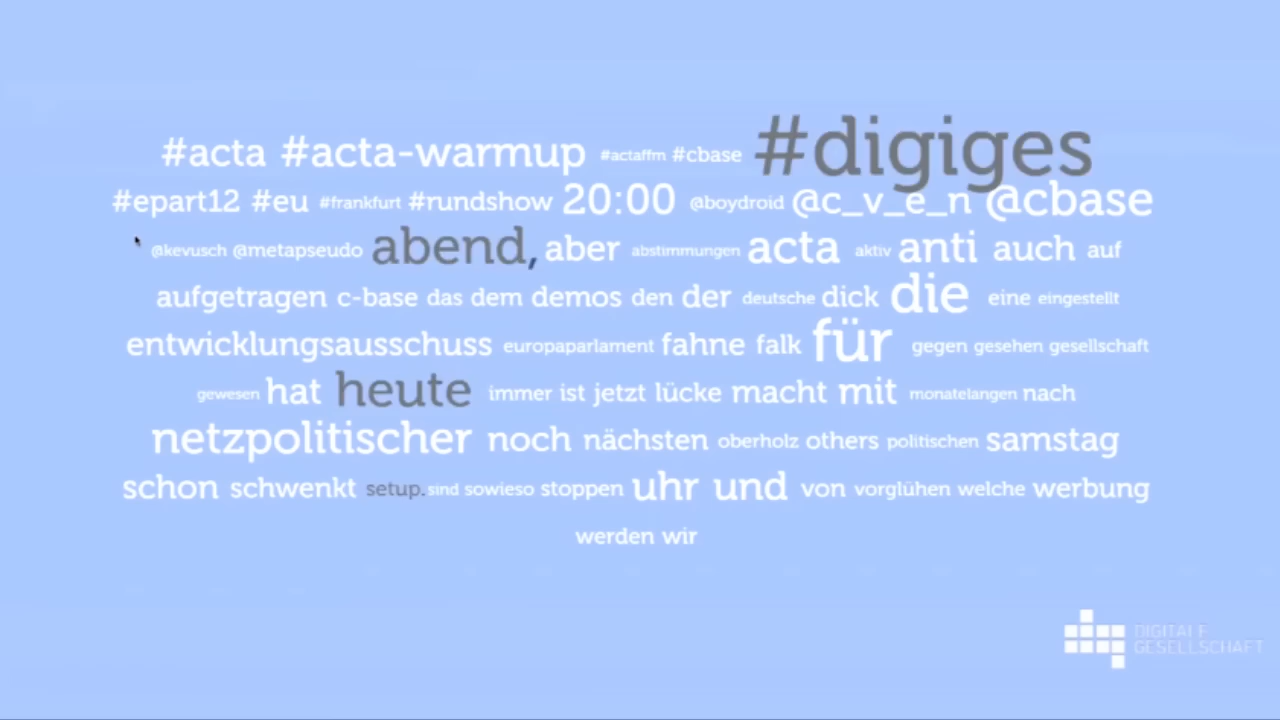 #acta #acta-warmup #actaffm #cbase #digiges
#epart12 #eu #frankfurt #rundshow 20:00 @boydroid @c_v_e_n @cbase
@kevusch @metapseudo abend, aber abstimmungen acta aktiv anti auch auf
aufgetragen c-base das dem demos den der deutsche dick die eine eingestellt
entwicklungsausschuss europaparlament fahne falk für gegen gesehen gesellschaft
gewesen hat heute immer ist jetzt lücke macht mit monatelangen nach
netzpolitischer noch nächsten oberholz others politischen samstag
schon schwenkt setup. sind sowieso stoppen uhr und von vorglühen welche werbung
werden wir
DIGITALE
GESELLSCHAFT